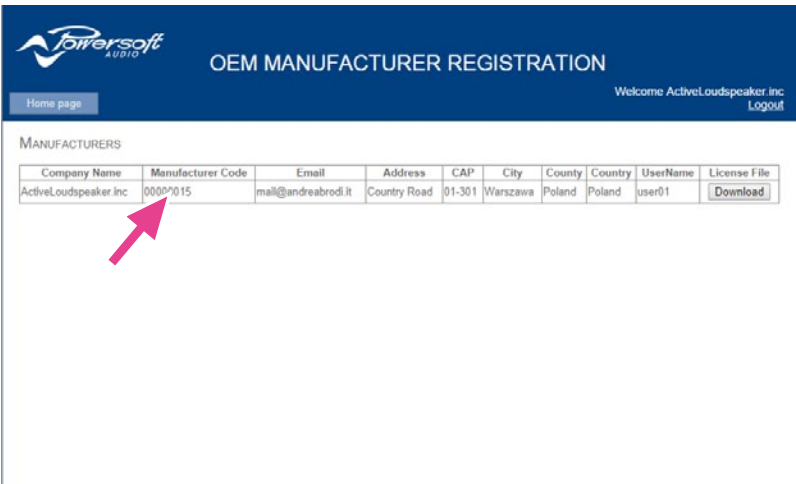 Powersoft
AUDIO
OEM MANUFACTURER REGISTRATION
Welcome ActiveLoudspeaker.inc
Home page
Logout
MANUFACTURERS
Company Name Manufacturer Code Email Address CAP City County Country UserName License File
ActiveLoudspeaker.inc 00000015 mail@andreabrodi.it Country Road 01-301 Warszawa Poland Poland user01 Download